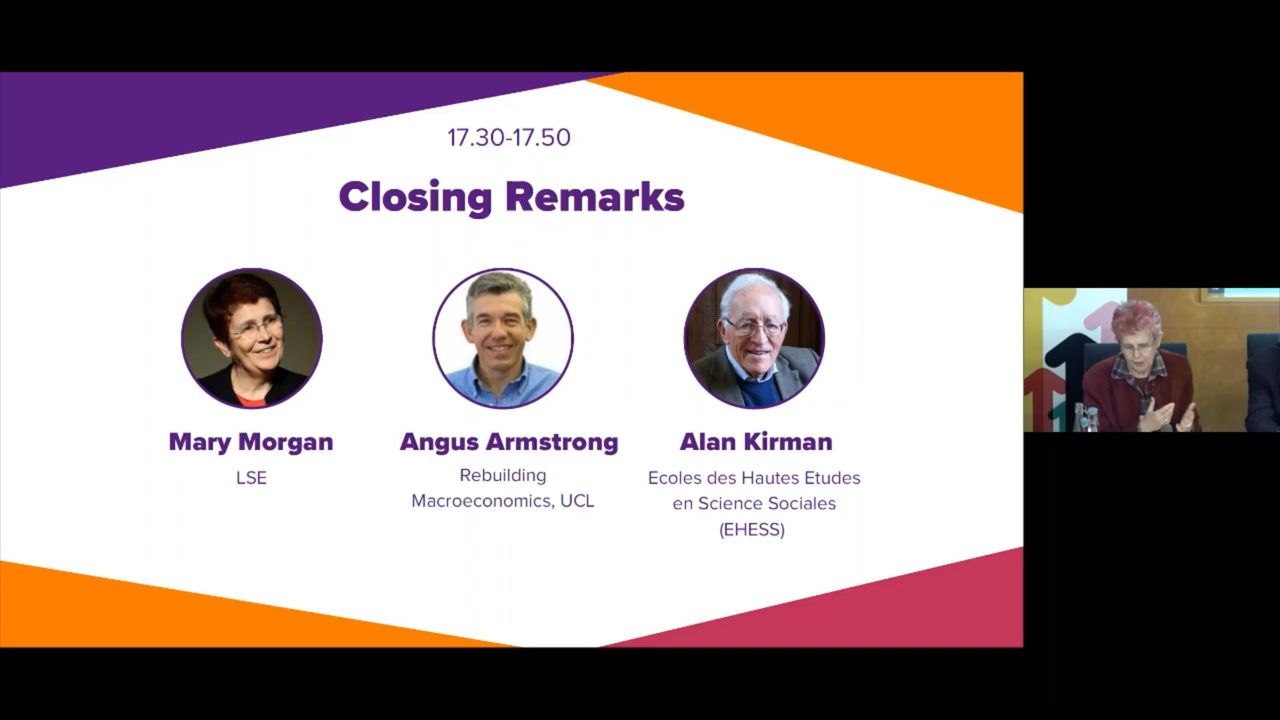 17.30-17.50
Closing Remarks
Mary Morgan
LSE
Angus Armstrong
Rebuilding
Macroeconomics, UCL
Alan Kirman
Ecoles des Hautes Etudes
en Science Sociales
(EHESS)